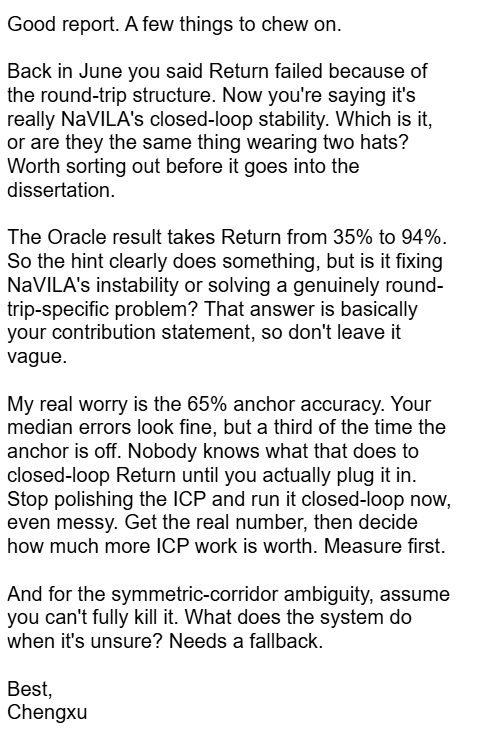 Good report. A few things to chew on.
Back in June you said Return failed because of
the round-trip structure. Now you're saying it's
really NaVILA's closed-loop stability. Which is it,
or are they the same thing wearing two hats?
Worth sorting out before it goes into the
dissertation.
The Oracle result takes Return from 35% to 94%.
So the hint clearly does something, but is it fixing
NaVILA's instability or solving a genuinely round-
trip-specific problem? That answer is basically
your contribution statement, so don't leave it
vague.
My real worry is the 65% anchor accuracy. Your
median errors look fine, but a third of the time the
anchor is off. Nobody knows what that does to
closed-loop Return until you actually plug it in.
Stop polishing the ICP and run it closed-loop now,
even messy. Get the real number, then decide
how much more ICP work is worth. Measure first.
And for the symmetric-corridor ambiguity, assume
you can't fully kill it. What does the system do
when it's unsure? Needs a fallback.
Best,
Chengxu